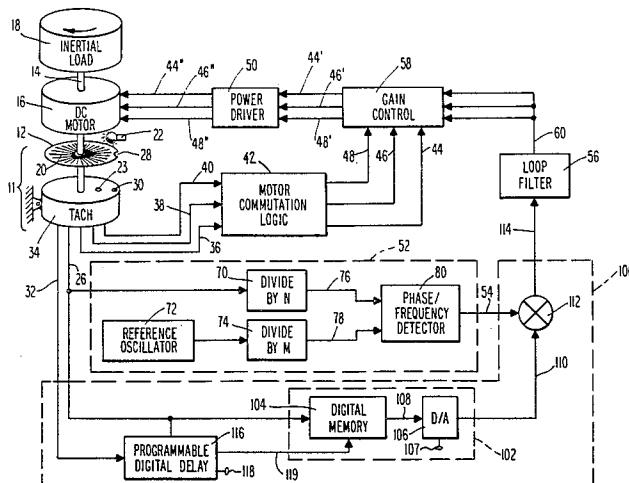 18
INERTIAL
LOAD
14
44" 46" 50 44' 46' 58
16
DC
MOTOR
POWER
DRIVER
GAIN
CONTROL
48" 48'
12 22
60
28
20 23 30
11
40 42 48 46 44
LOOP
FILTER
56
TACH
38
MOTOR
COMMUTATION
LOGIC
34 36
114
32 26
52
70 76 80
DIVIDE
BY N
72 74 78
REFERENCE
OSCILLATOR
DIVIDE
BY M
PHASE/
FREQUENCY
DETECTOR
54 112
110
104 108
DIGITAL
MEMORY
D/A
116 106
PROGRAMMABLE
DIGITAL DELAY
107 102
118 119